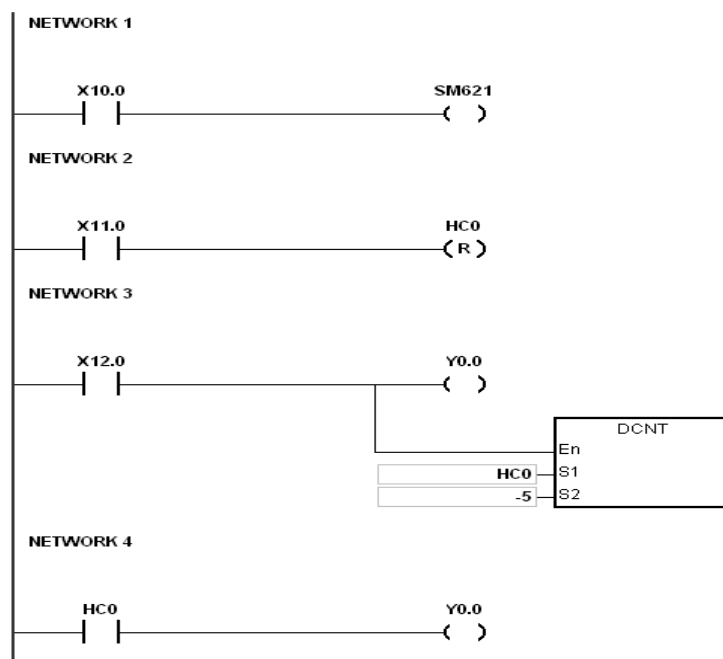 NETWORK 1
X10.0 SM621
NETWORK 2
X11.0 HC0
R
NETWORK 3
X12.0 Y0.0
DCNT
En
HC0 S1
-5 S2
NETWORK 4
HC0 Y0.0